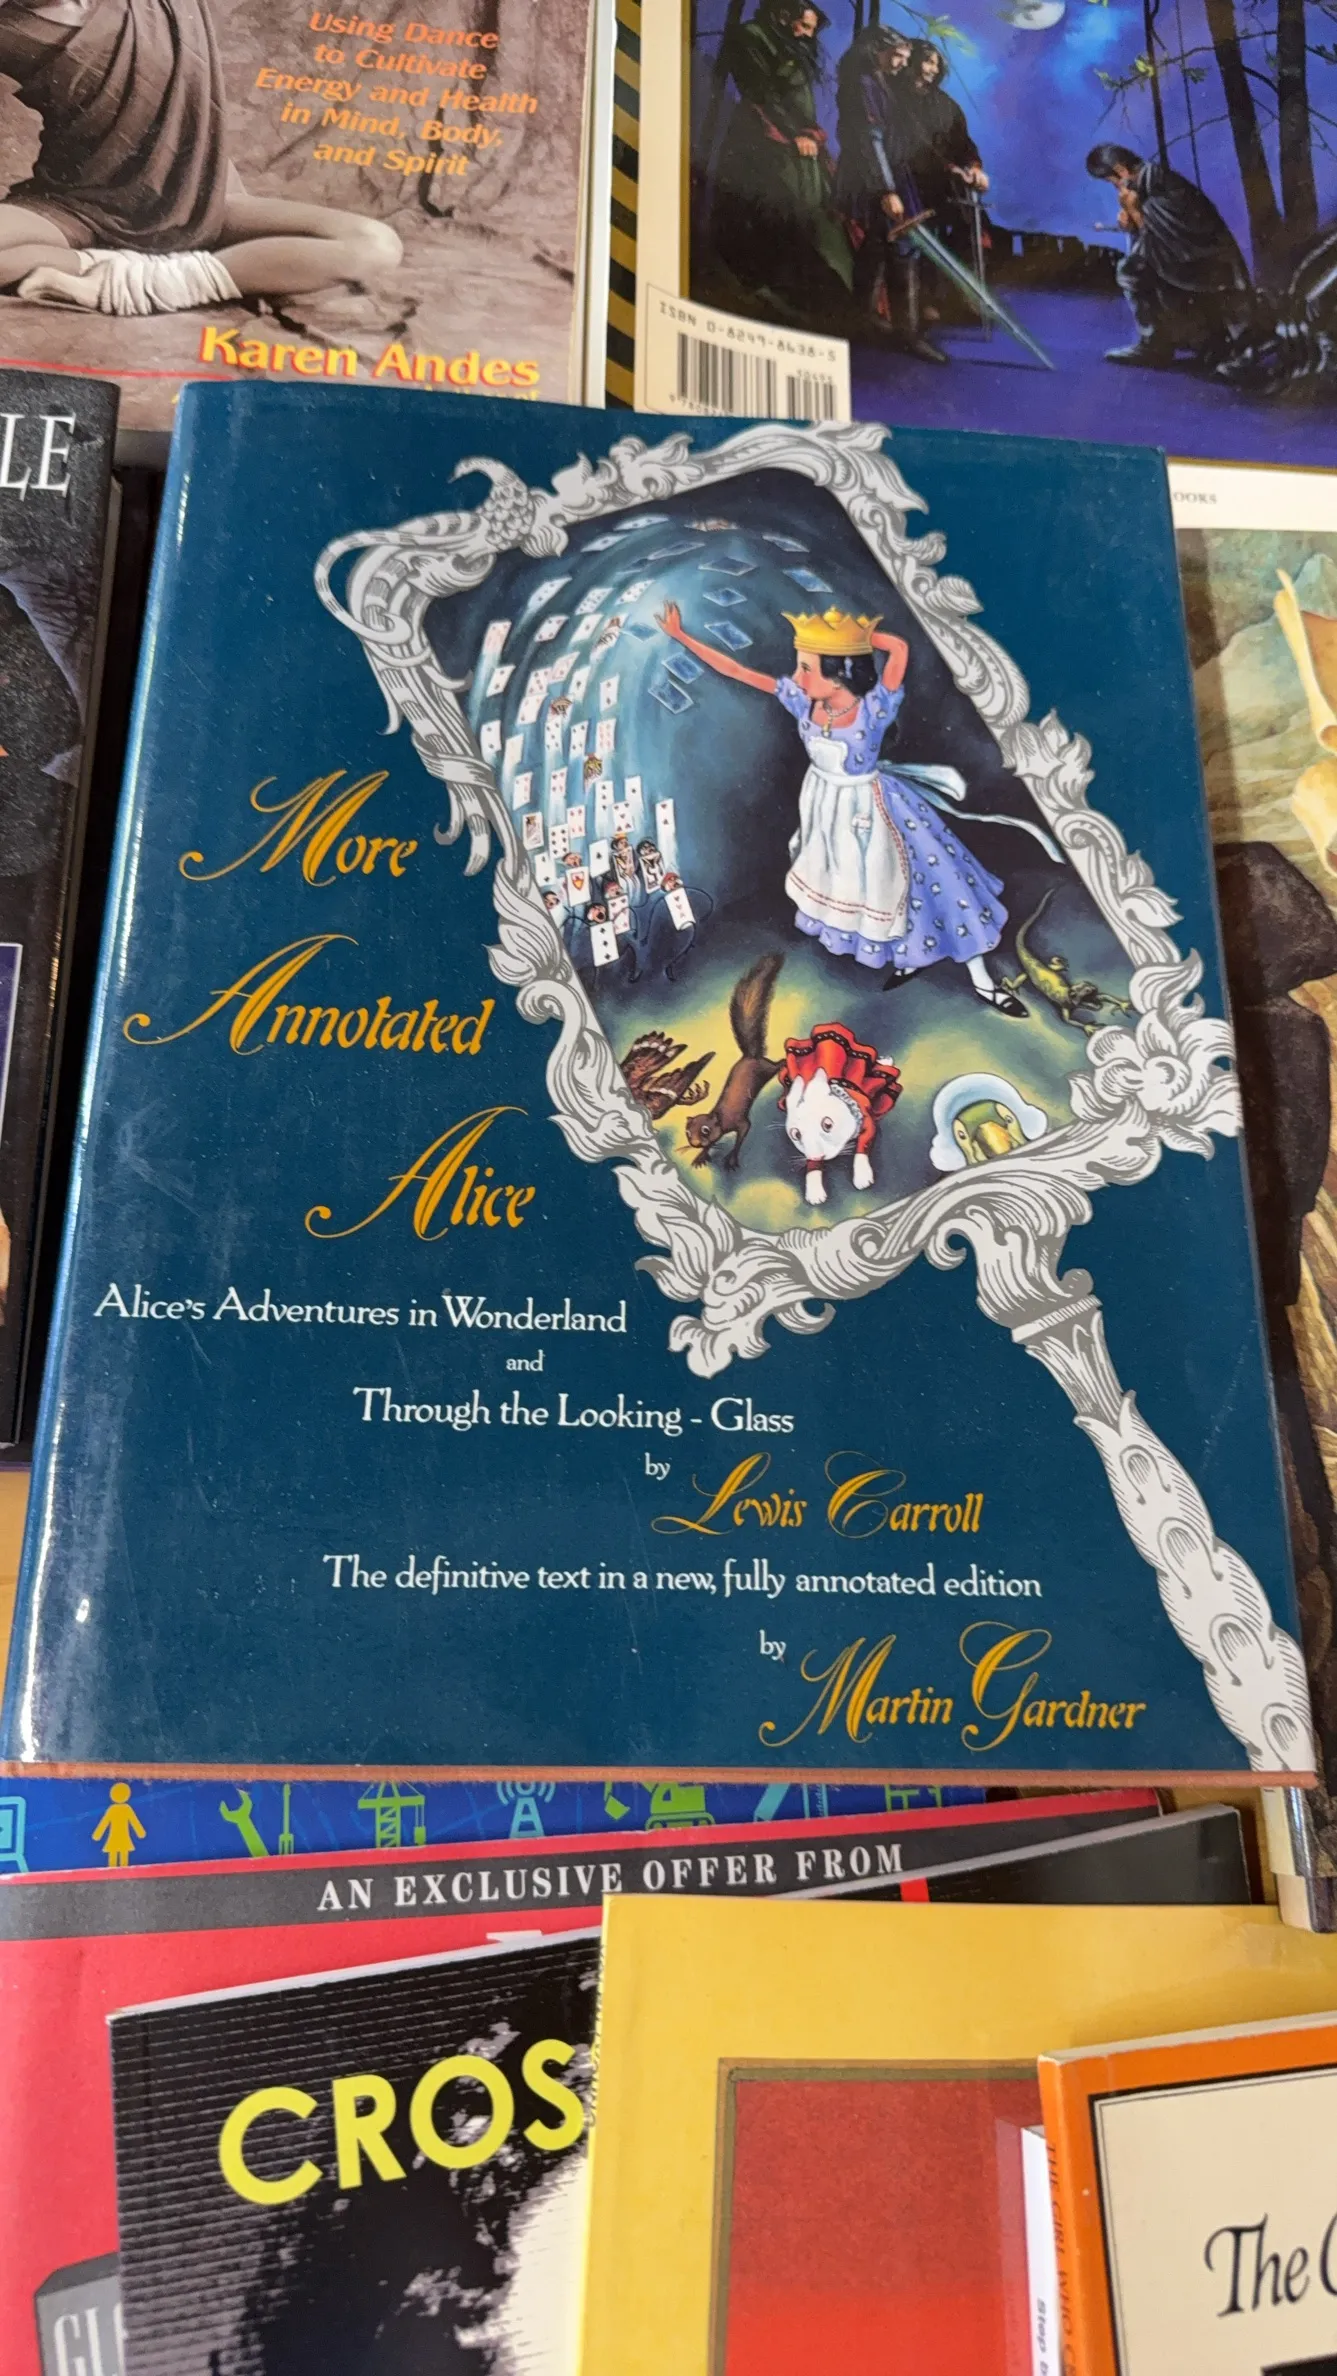 Using Dance
to Cultivate
Energy and Health
in Mind, Body,
and Spirit
Karen Andes
ISBN 0-8249-8638-5
50495
LE
OOKS
More
Annotated
Alice
Alice's Adventures in Wonderland
and
Through the Looking - Glass
by Lewis Carroll
The definitive text in a new, fully annotated edition
by Martin Gardner
AN EXCLUSIVE OFFER FROM
CROS
The